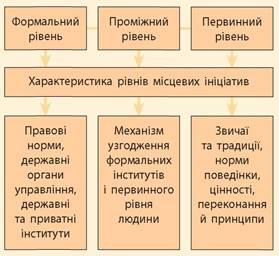 Формальний
рівень
Проміжний
рівень
Первинний
рівень
Характеристика рівнів місцевих ініціатив
Правові
норми,
державні
органи
управління,
державні
та приватні
інститути
Механізм
узгодження
формальних
інститутів
і первинного
рівня
людини
Звичаї
та традиції,
норми
поведінки,
цінності,
переконання
й принципи